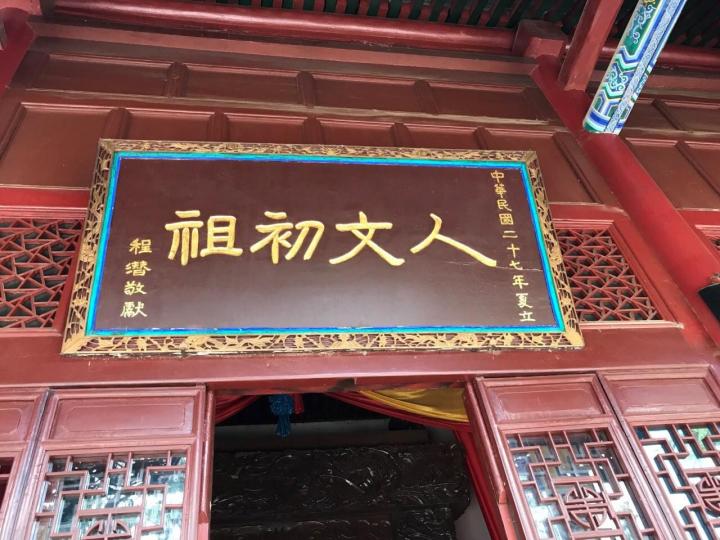 中華民國二十七年夏立
人文初祖
程潛敬獻